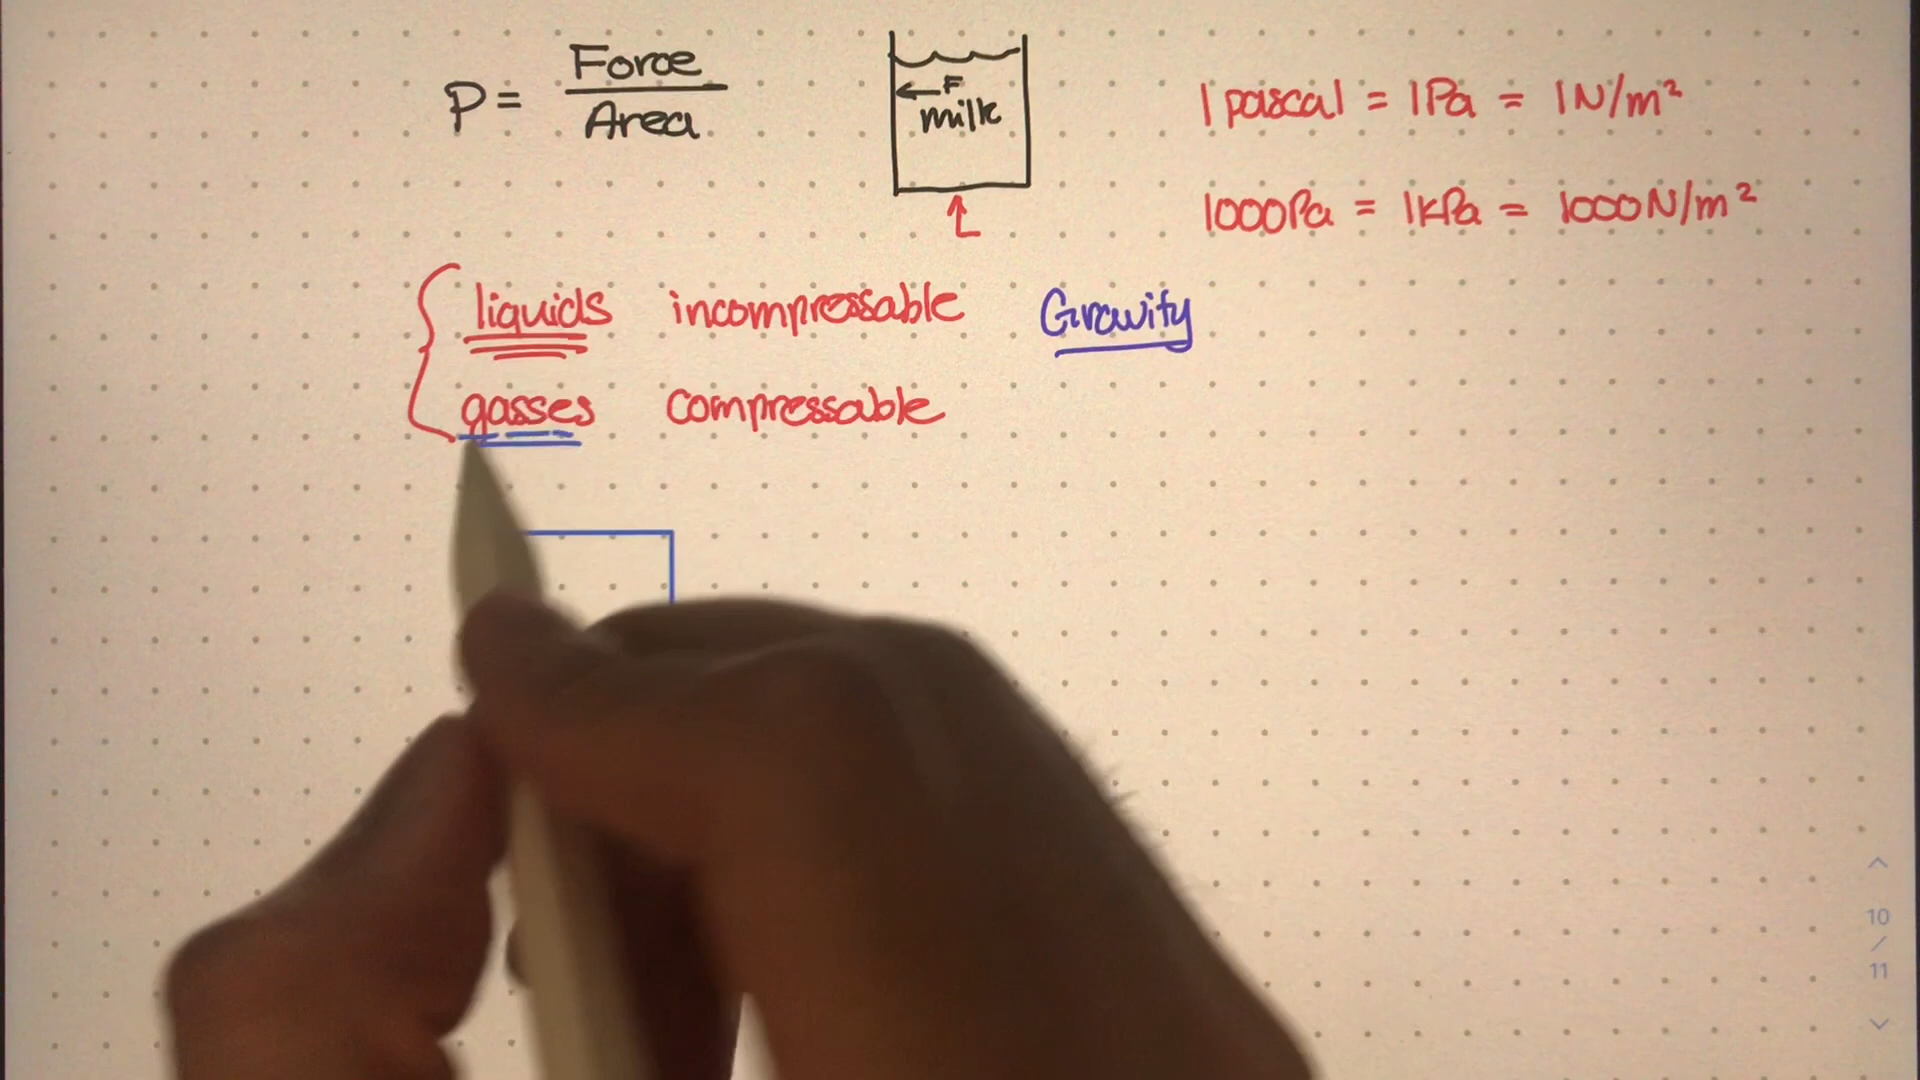 P = Force / Area
F
milk
1 pascal = 1Pa = 1N/m²
1000Pa = 1kPa = 1000N/m²
liquids incompressable Gravity
gasses compressable
10
/
11